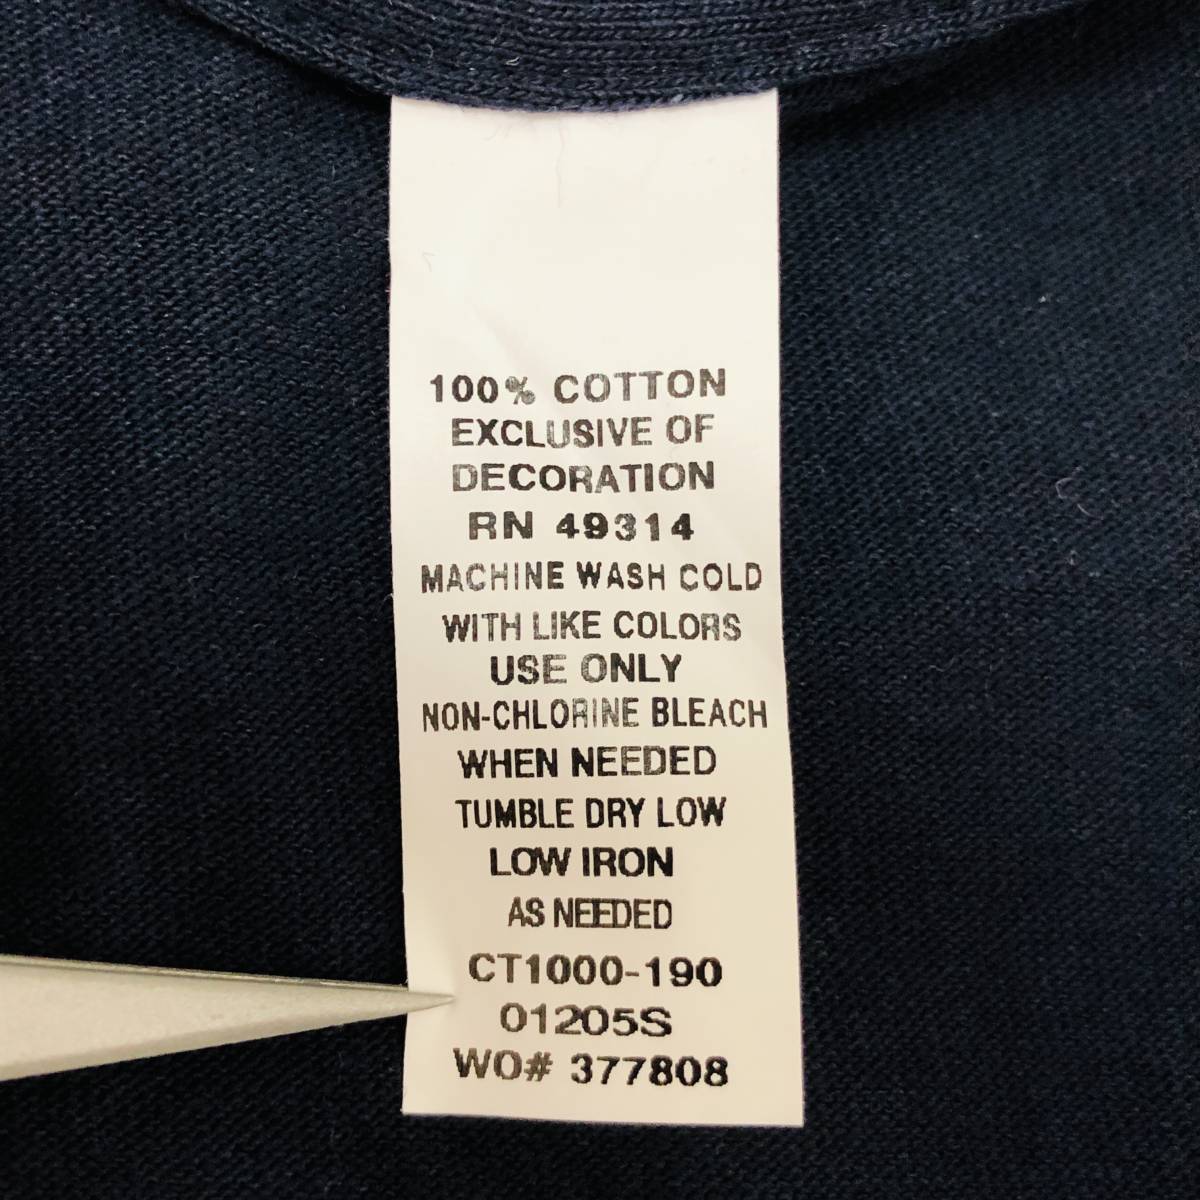 100% COTTON
EXCLUSIVE OF
DECORATION
RN 49314
MACHINE WASH COLD
WITH LIKE COLORS
USE ONLY
NON-CHLORINE BLEACH
WHEN NEEDED
TUMBLE DRY LOW
LOW IRON
AS NEEDED
CT1000-190
01205S
WO# 377808